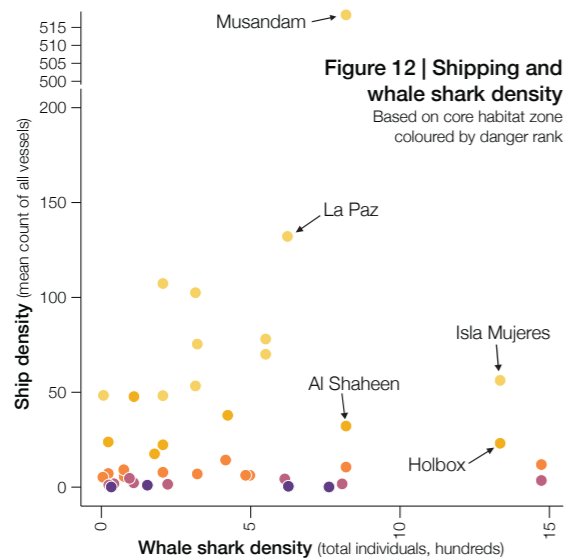 Musandam
Figure 12 | Shipping and
whale shark density
Based on core habitat zone
coloured by danger rank
515
510
505
500
200
150
100
50
0
La Paz
Isla Mujeres
Al Shaheen
Holbox
Ship density (mean count of all vessels)
0
5
10
15
Whale shark density (total individuals, hundreds)